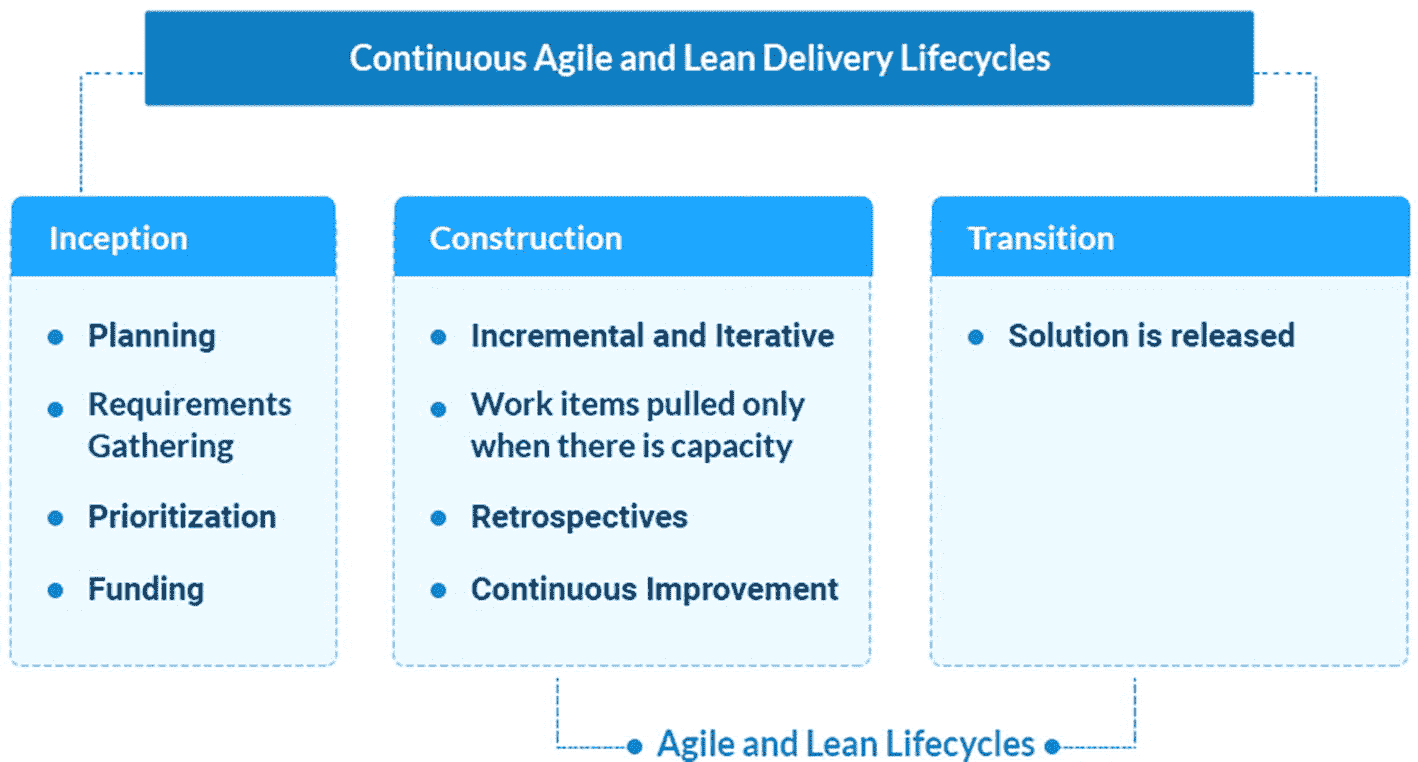 Continuous Agile and Lean Delivery Lifecycles
Inception
Planning
Requirements
Gathering
Prioritization
Funding
Construction
Incremental and Iterative
Work items pulled only
when there is capacity
Retrospectives
Continuous Improvement
Transition
Solution is released
Agile and Lean Lifecycles